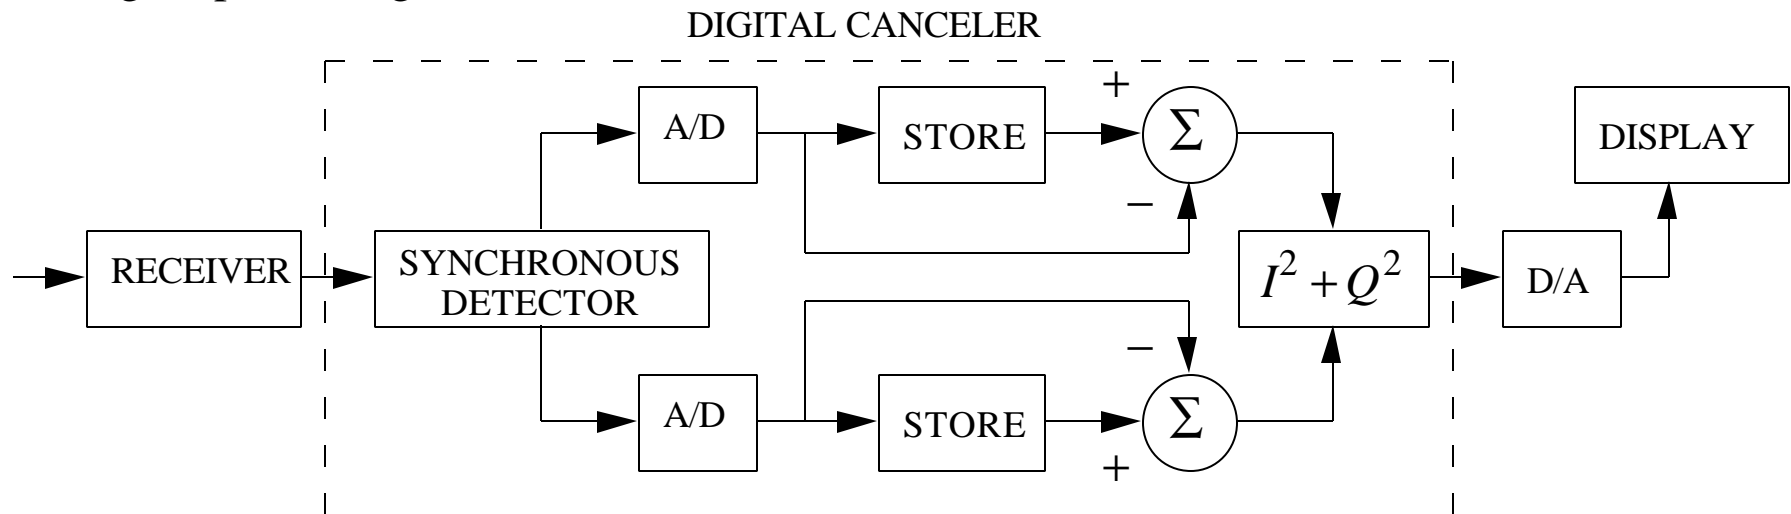 DIGITAL CANCELER
A/D
STORE
+
Σ
−
DISPLAY
RECEIVER
SYNCHRONOUS
DETECTOR
I² + Q²
D/A
A/D
STORE
−
Σ
+